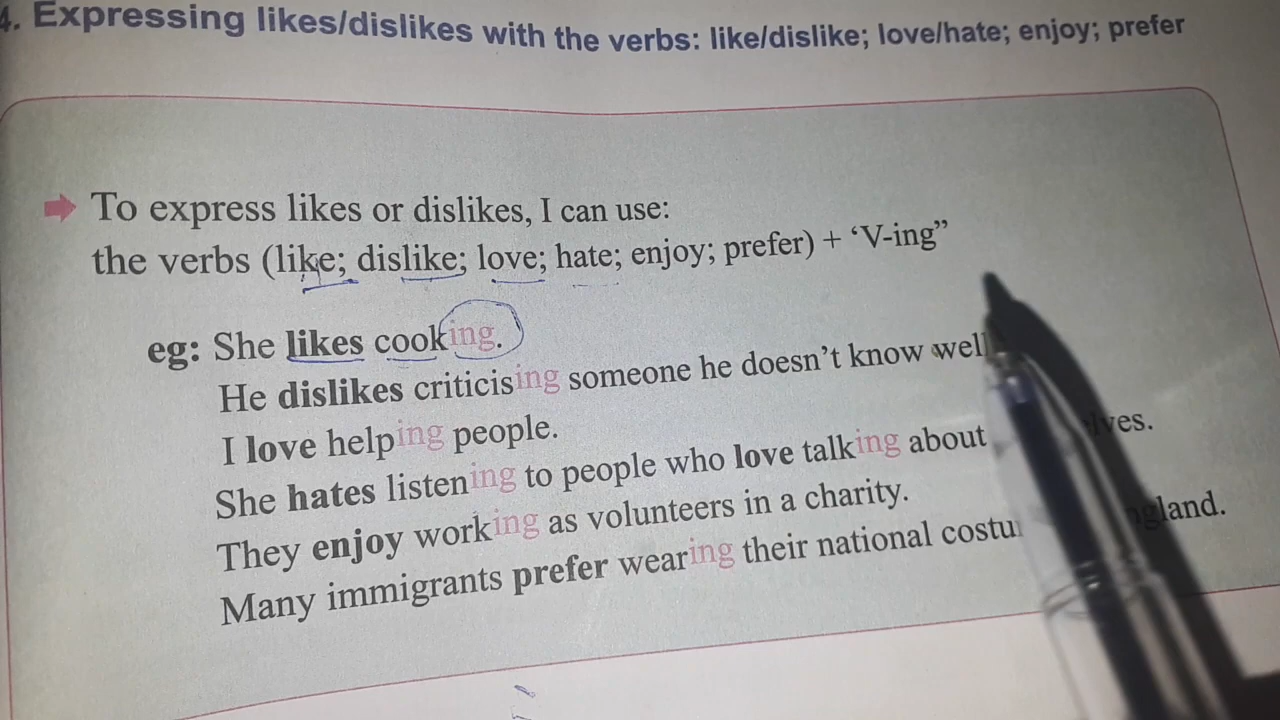 4. Expressing likes/dislikes with the verbs: like/dislike; love/hate; enjoy; prefer
To express likes or dislikes, I can use:
the verbs (like; dislike; love; hate; enjoy; prefer) + ‘V-ing”
eg: She likes cooking.
He dislikes criticising someone he doesn’t know well
I love helping people.
She hates listening to people who love talking about
They enjoy working as volunteers in a charity.
Many immigrants prefer wearing their national